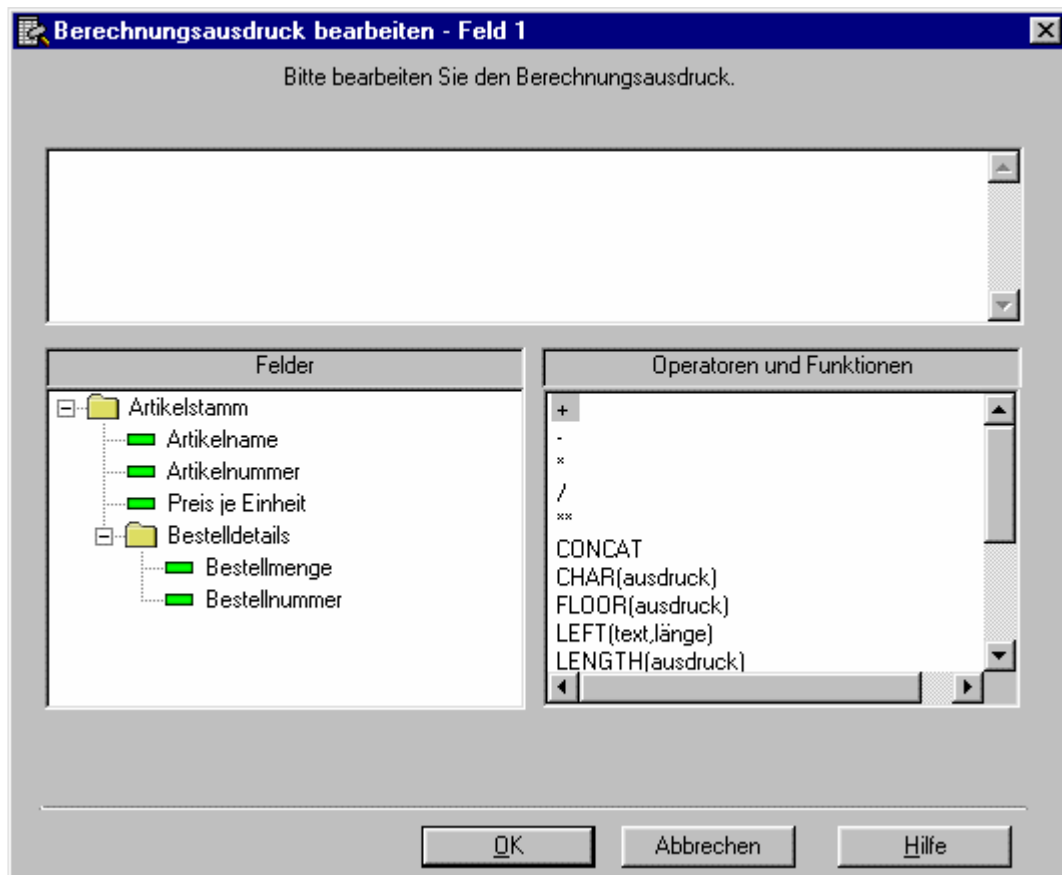 Berechnungsausdruck bearbeiten - Feld 1
Bitte bearbeiten Sie den Berechnungsausdruck.
Felder
Artikelstamm
Artikelname
Artikelnummer
Preis je Einheit
Bestelldetails
Bestellmenge
Bestellnummer
Operatoren und Funktionen
+
-
*
/
**
CONCAT
CHAR(ausdruck)
FLOOR(ausdruck)
LEFT(text,länge)
LENGTH(ausdruck)
OK
Abbrechen
Hilfe